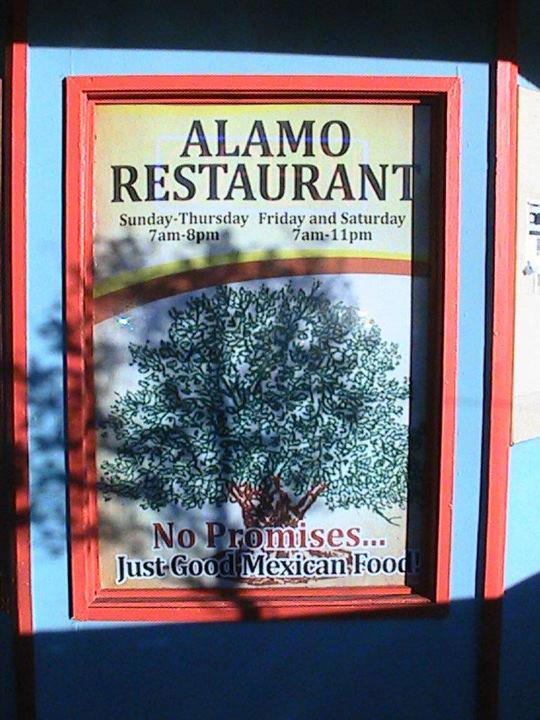 ALAMO
RESTAURANT
Sunday-Thursday Friday and Saturday
7am-8pm 7am-11pm
No Promises...
Just Good Mexican Food!